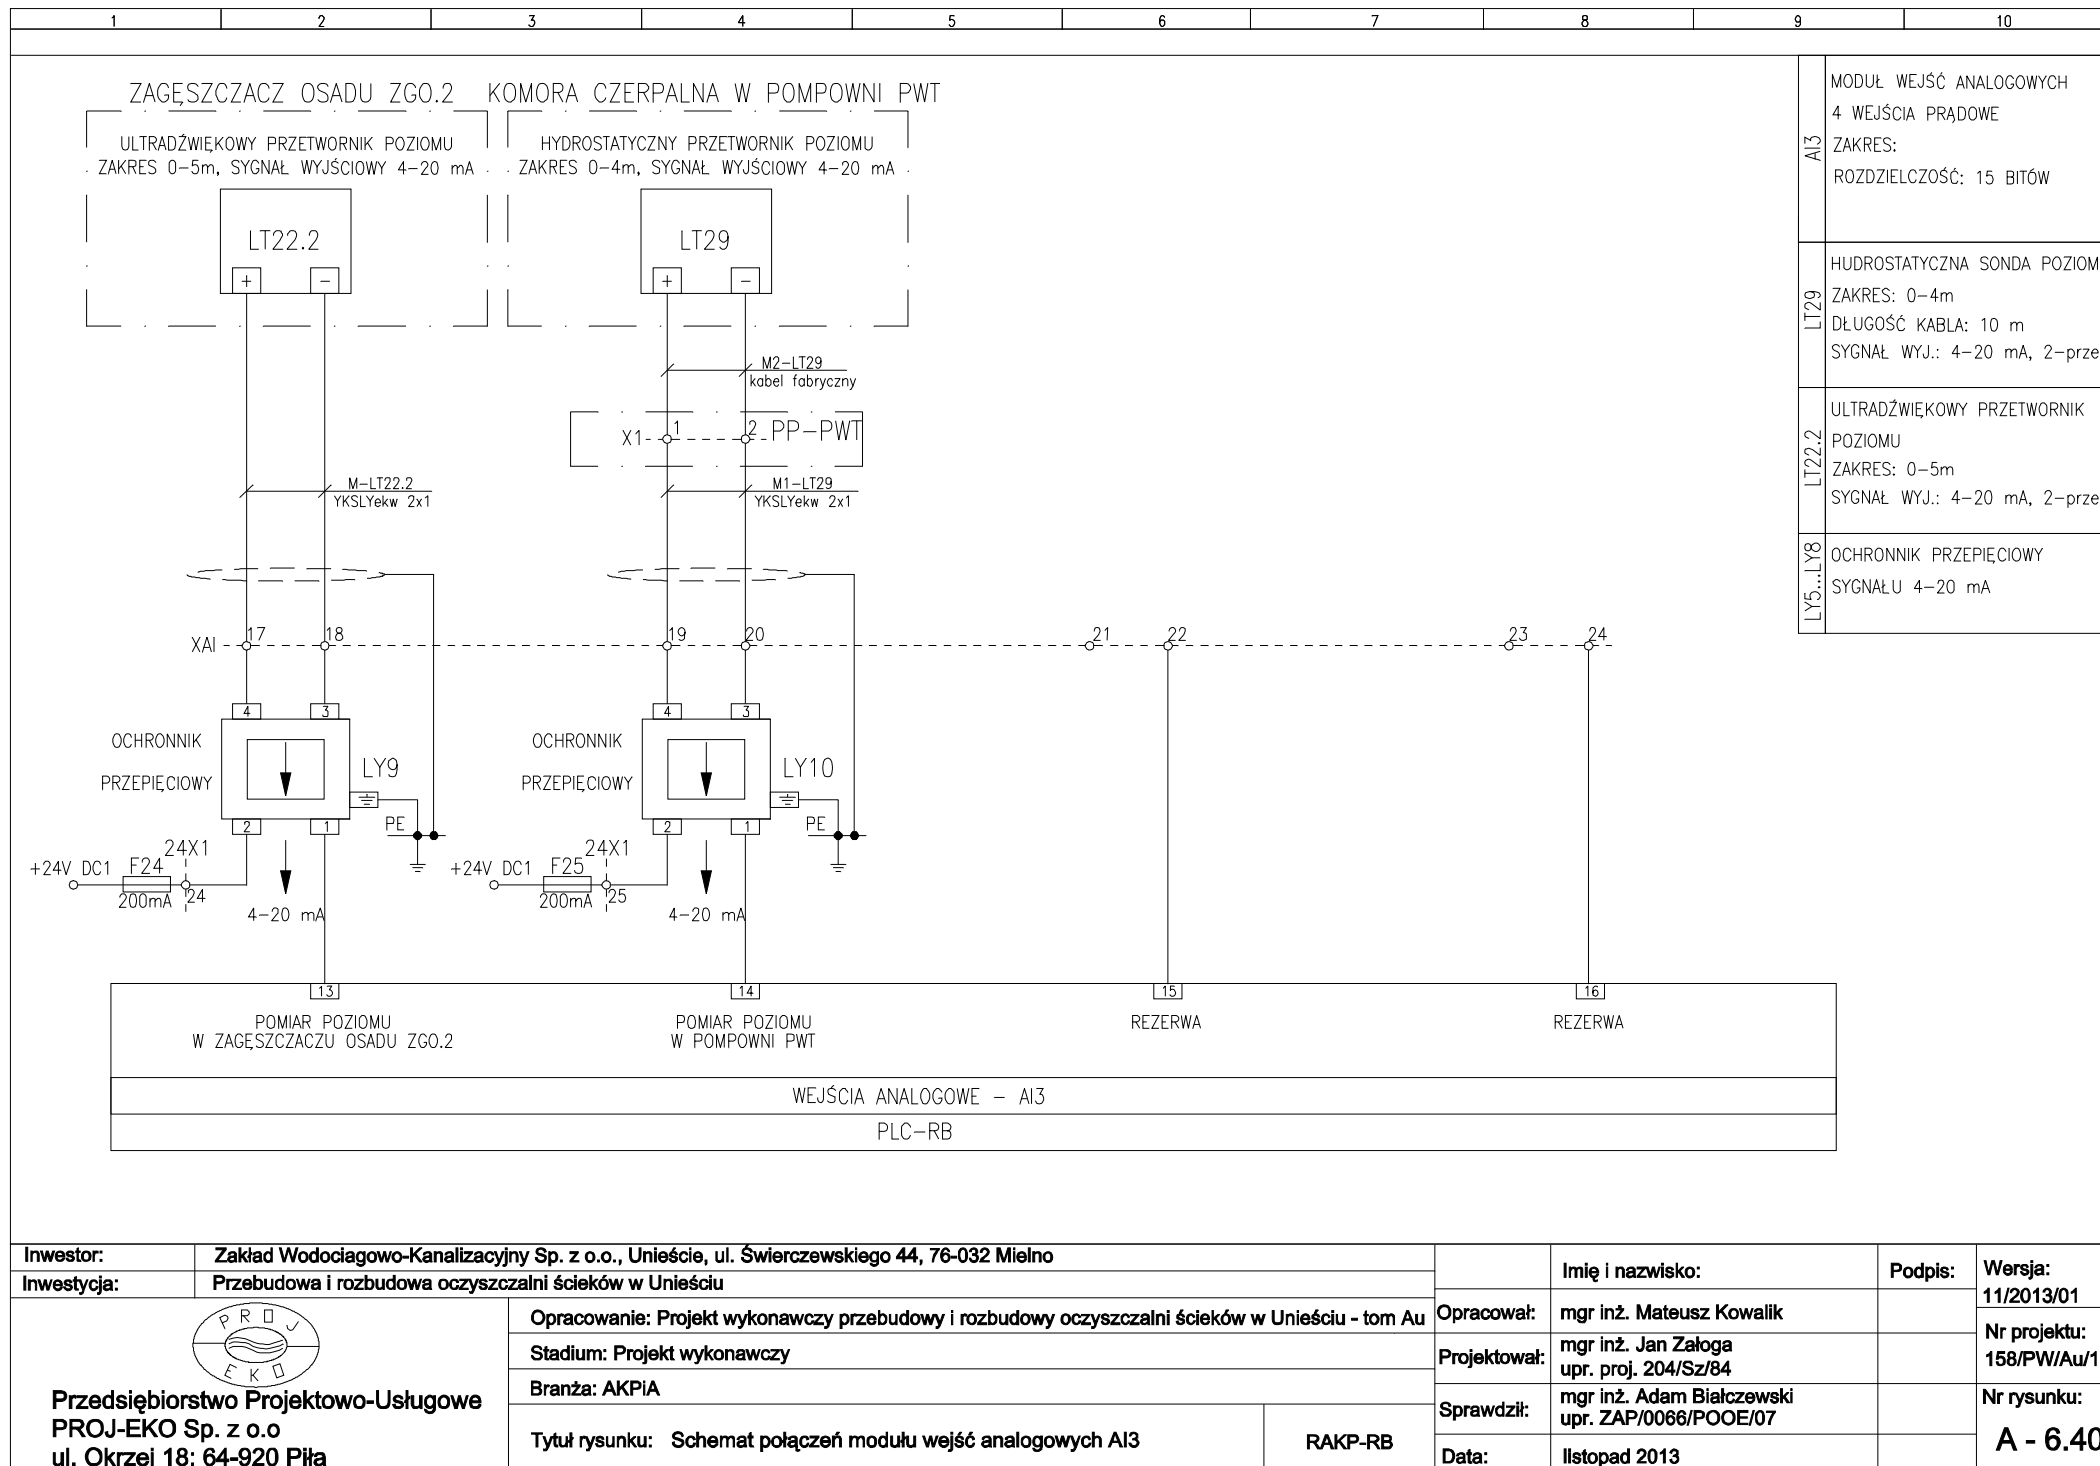 1 2 3 4 5 6 7 8 9 10
ZAGĘSZCZACZ OSADU ZGO.2
ULTRADŹWIĘKOWY PRZETWORNIK POZIOMU
ZAKRES 0-5m, SYGNAŁ WYJŚCIOWY 4-20 mA
LT22.2
+ -
KOMORA CZERPALNA W POMPOWNI PWT
HYDROSTATYCZNY PRZETWORNIK POZIOMU
ZAKRES 0-4m, SYGNAŁ WYJŚCIOWY 4-20 mA
LT29
+ -
M2-LT29
kabel fabryczny
X1 1 2 PP-PWT
M-LT22.2
YKSLYekw 2x1
M1-LT29
YKSLYekw 2x1
XAI 17 18 19 20 21 22 23 24
4 3
OCHRONNIK
PRZEPIĘCIOWY
LY9
2 1
PE
24X1
+24V DC1 F24
200mA 24
4-20 mA
4 3
OCHRONNIK
PRZEPIĘCIOWY
LY10
2 1
PE
24X1
+24V DC1 F25
200mA 25
4-20 mA
13 14 15 16
POMIAR POZIOMU
W ZAGĘSZCZACZU OSADU ZGO.2
POMIAR POZIOMU
W POMPOWNI PWT
REZERWA
REZERWA
WEJŚCIA ANALOGOWE - AI3
PLC-RB
AI3
MODUŁ WEJŚĆ ANALOGOWYCH
4 WEJŚCIA PRĄDOWE
ZAKRES:
ROZDZIELCZOŚĆ: 15 BITÓW
LT29
HUDROSTATYCZNA SONDA POZIOM
ZAKRES: 0-4m
DŁUGOŚĆ KABLA: 10 m
SYGNAŁ WYJ.: 4-20 mA, 2-prze
LT22.2
ULTRADŹWIĘKOWY PRZETWORNIK
POZIOMU
ZAKRES: 0-5m
SYGNAŁ WYJ.: 4-20 mA, 2-prze
LY5...LY8
OCHRONNIK PRZEPIĘCIOWY
SYGNAŁU 4-20 mA
Inwestor: Zakład Wodociagowo-Kanalizacyjny Sp. z o.o., Unieście, ul. Świerczewskiego 44, 76-032 Mielno
Inwestycja: Przebudowa i rozbudowa oczyszczalni ścieków w Unieściu
PROJ
EKO
Przedsiębiorstwo Projektowo-Usługowe
PROJ-EKO Sp. z o.o
ul. Okrzei 18; 64-920 Piła
Opracowanie: Projekt wykonawczy przebudowy i rozbudowy oczyszczalni ścieków w Unieściu - tom Au
Stadium: Projekt wykonawczy
Branża: AKPiA
Tytuł rysunku: Schemat połączeń modułu wejść analogowych AI3
RAKP-RB
Imię i nazwisko: Podpis:
Opracował: mgr inż. Mateusz Kowalik
Projektował: mgr inż. Jan Załoga
upr. proj. 204/Sz/84
Sprawdził: mgr inż. Adam Białczewski
upr. ZAP/0066/POOE/07
Data: listopad 2013
Wersja:
11/2013/01
Nr projektu:
158/PW/Au/1
Nr rysunku:
A - 6.40